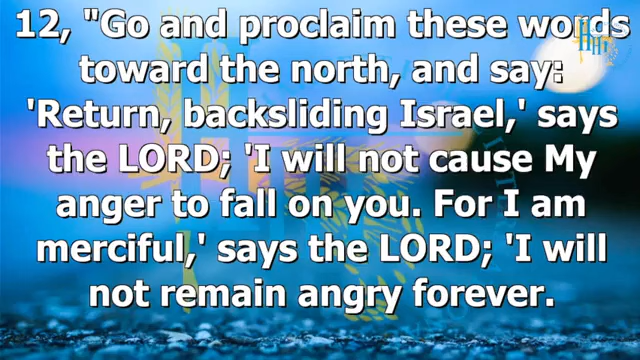 12, "Go and proclaim these words
toward the north, and say:
'Return, backsliding Israel,' says
the LORD; 'I will not cause My
anger to fall on you. For I am
merciful,' says the LORD; 'I will
not remain angry forever.